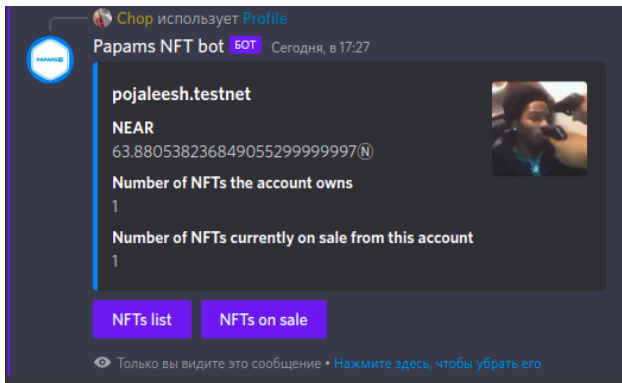 Chop использует Profile
PAPAMS
Papams NFT bot БОТ Сегодня, в 17:27
pojaleesh.testnet
NEAR
63.880538236849055299999997Ⓝ
Number of NFTs the account owns
1
Number of NFTs currently on sale from this account
1
NFTs list NFTs on sale
Только вы видите это сообщение • Нажмите здесь, чтобы убрать его